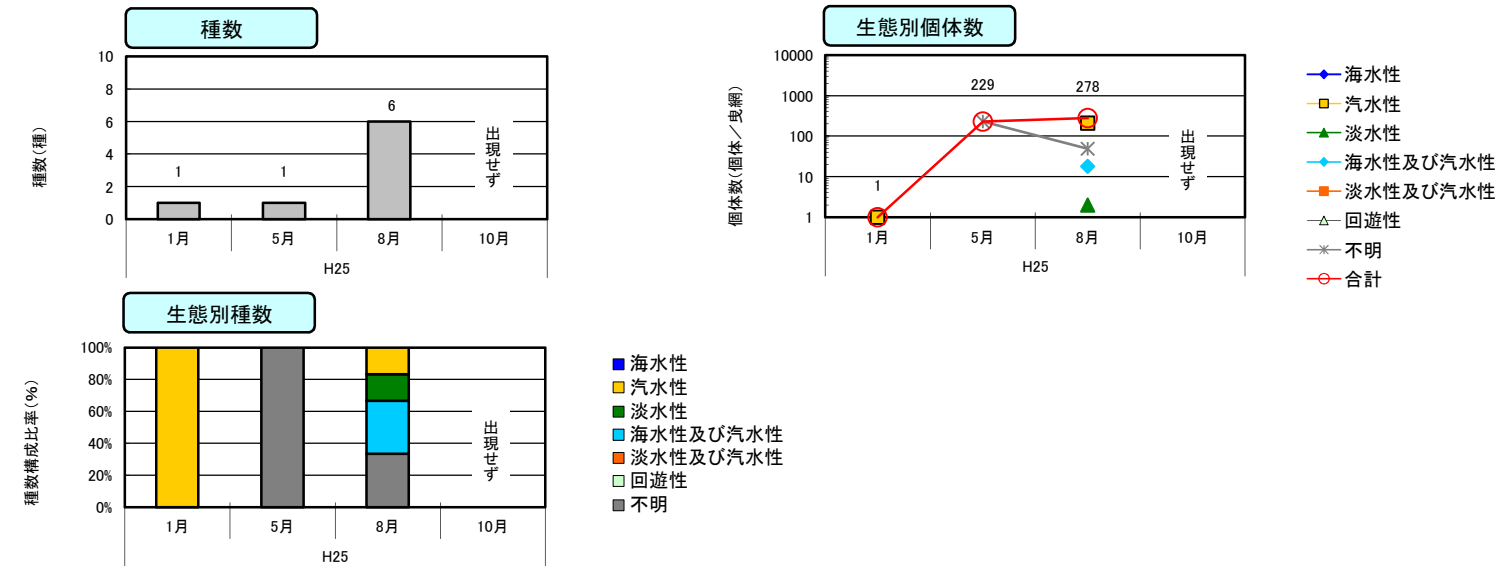 種数
10
8
6
4
2
0
種数(種)
1
1
6
出現せず
1月
5月
8月
10月
H25
生態別個体数
10000
1000
100
10
1
個体数(個体/曳網)
1
229
278
出現せず
1月
5月
8月
10月
H25
海水性
汽水性
淡水性
海水性及び汽水性
淡水性及び汽水性
回遊性
不明
合計
生態別種数
100%
80%
60%
40%
20%
0%
種数構成比率(%)
出現せず
1月
5月
8月
10月
H25
海水性
汽水性
淡水性
海水性及び汽水性
淡水性及び汽水性
回遊性
不明